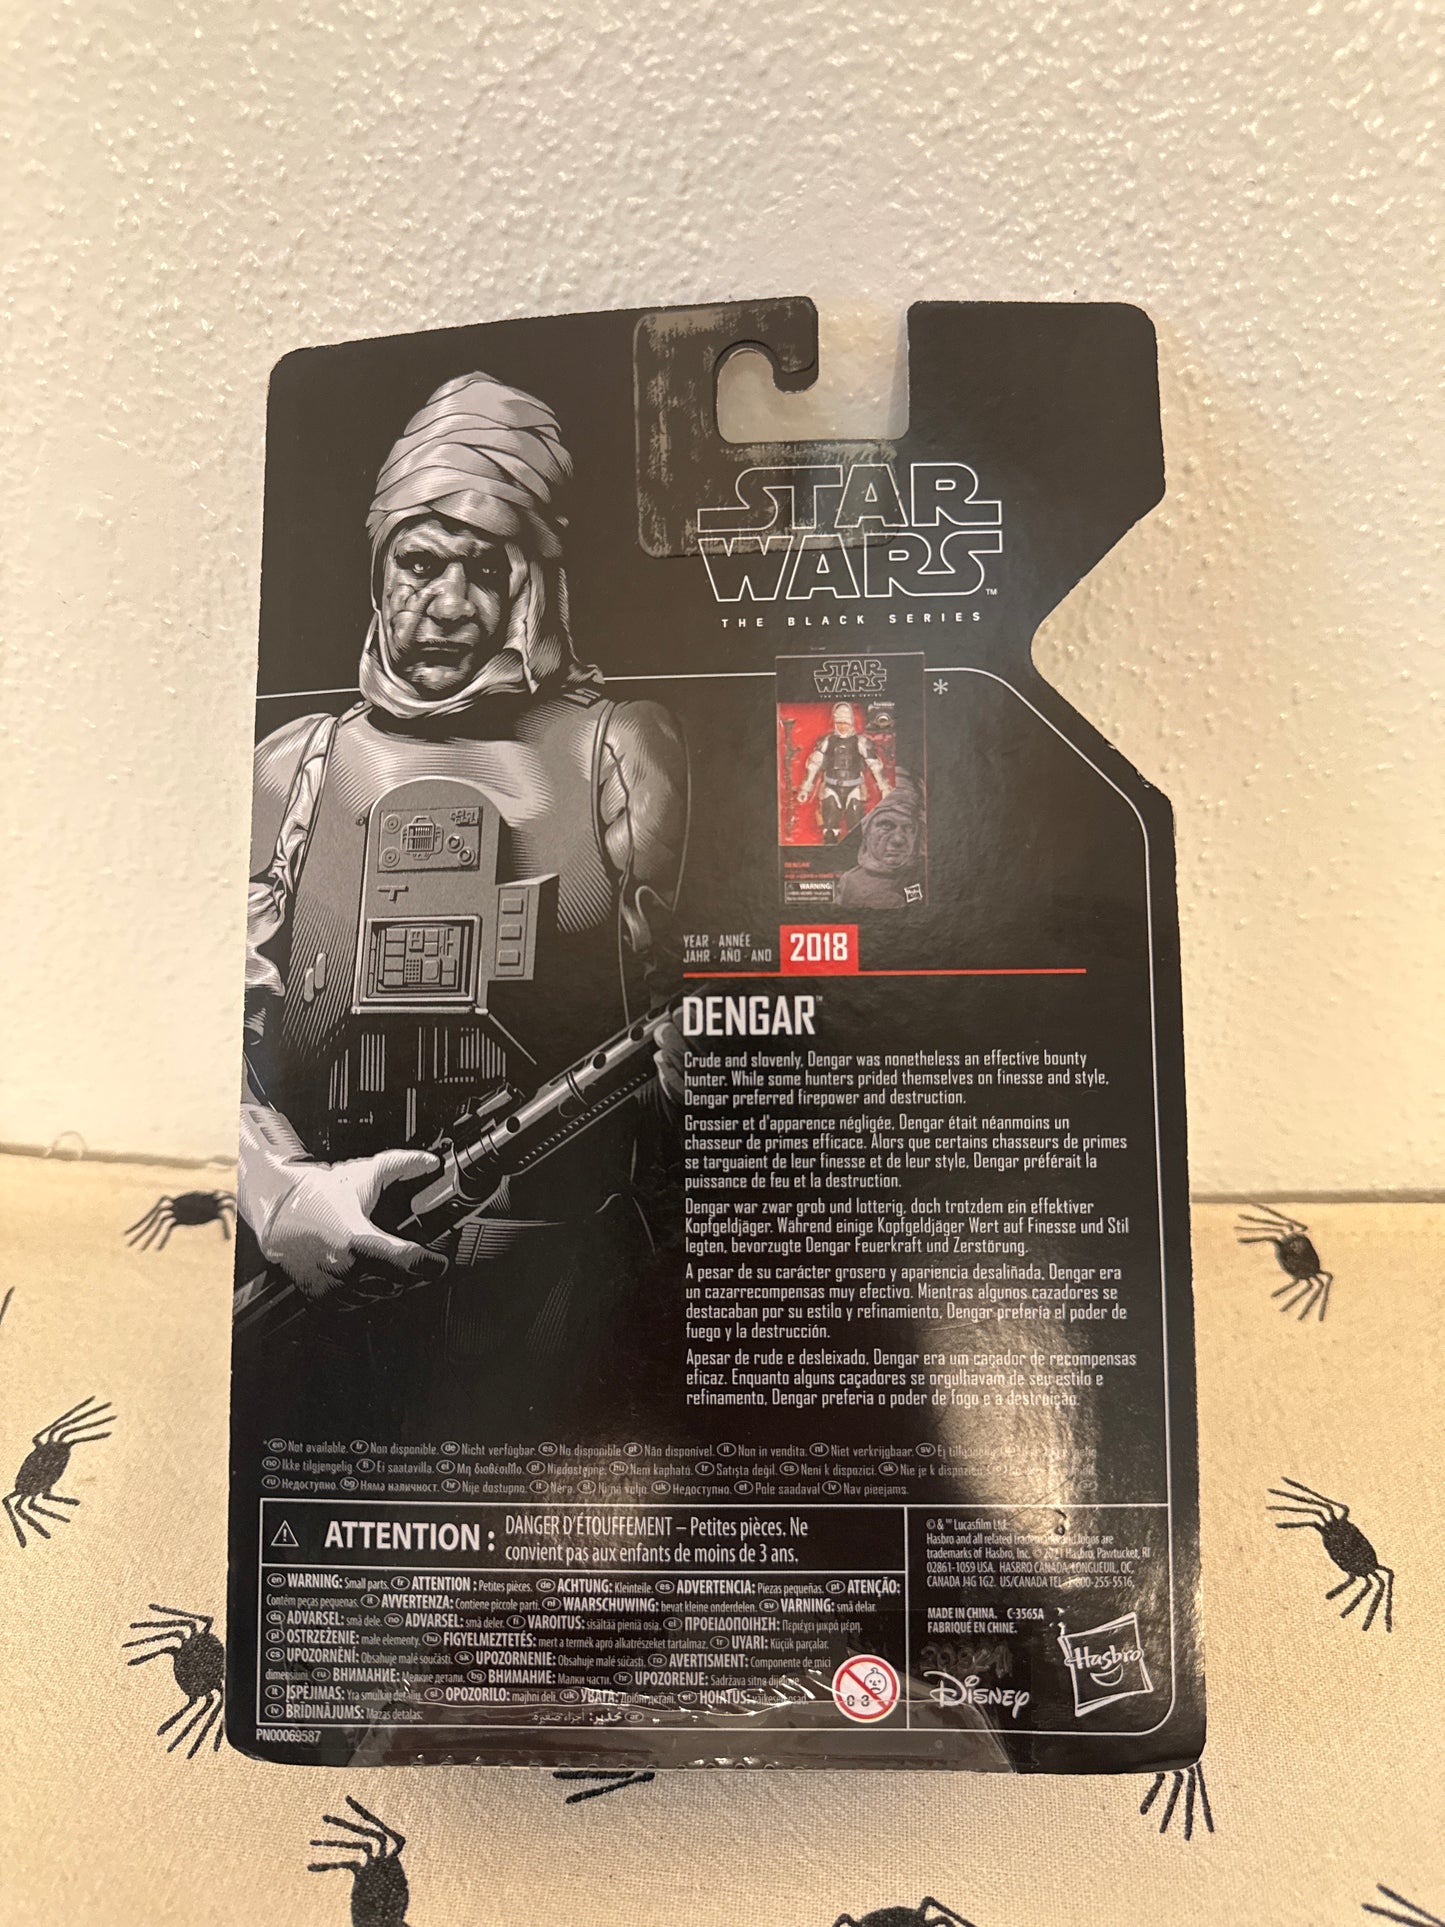 STAR
WARS™
THE BLACK SERIES
STAR
WARS
*
DENGAR
WARNING:
YEAR - ANNÉE
JAHR - AÑO - ANO
2018
DENGAR™
Crude and slovenly, Dengar was nonetheless an effective bounty
hunter. While some hunters prided themselves on finesse and style,
Dengar preferred firepower and destruction.
Grossier et d'apparence négligée, Dengar était néanmoins un
chasseur de primes efficace. Alors que certains chasseurs de primes
se targuaient de leur finesse et de leur style, Dengar préférait la
puissance de feu et la destruction.
Dengar war zwar grob und lotterig, doch trotzdem ein effektiver
Kopfgeldjäger. Während einige Kopfgeldjäger Wert auf Finesse und Stil
legten, bevorzugte Dengar Feuerkraft und Zerstörung.
A pesar de su carácter grosero y apariencia desaliñada, Dengar era
un cazarrecompensas muy efectivo. Mientras algunos cazadores se
destacaban por su estilo y refinamiento, Dengar prefería el poder de
fuego y la destrucción.
Apesar de rude e desleixado, Dengar era um caçador de recompensas
eficaz. Enquanto alguns caçadores se orgulhavam de seu estilo e
refinamento, Dengar preferia o poder de fogo e a destruição.
*en Not available. fr Non disponible. de Nicht verfügbar. es No disponible pt Não disponível. it Non in vendita. nl Niet verkrijgbaar. sv Ej
no Ikke tilgjengelig fi Ei saatavilla. el Μη διαθέσιμο. pl Niedostępne. hu Nem kapható. tr Satışta değil. cs Není k dispozici. sk Nie je k dispozícii.
ru Недоступно. bg Няма наличност. hr Nije dostupno. lt Nėra. sl Ni na voljo. uk Недоступно. et Pole saadaval lv Nav pieejams.
ATTENTION : DANGER D'ÉTOUFFEMENT – Petites pièces. Ne
convient pas aux enfants de moins de 3 ans.
en WARNING: Small parts. fr ATTENTION : Petites pièces. de ACHTUNG: Kleinteile. es ADVERTENCIA: Piezas pequeñas. pt ATENÇÃO:
Contém peças pequenas. it AVVERTENZA: Contiene piccole parti. nl WAARSCHUWING: bevat kleine onderdelen. sv VARNING: små delar.
da ADVARSEL: små dele. no ADVARSEL: små deler. fi VAROITUS: sisältää pieniä osia. el ΠΡΟΕΙΔΟΠΟΙΗΣΗ: Περιέχει μικρά μέρη.
pl OSTRZEŻENIE: małe elementy. hu FIGYELMEZTETÉS: mert a termék apró alkatrészeket tartalmaz. tr UYARI: Küçük parçalar.
cs UPOZORNĚNÍ: Obsahuje malé součásti. sk UPOZORNENIE: Obsahuje malé súčasti. ro AVERTISMENT: Componente de mici
dimensiuni. ru ВНИМАНИЕ: Мелкие детали. bg ВНИМАНИЕ: Малки части. hr UPOZORENJE: Sadržava sitne dijelove.
lt ĮSPĖJIMAS: Yra smulkių detalių. sl OPOZORILO: majhni deli. uk УВАГА: Дрібні деталі. et HOIATUS: väikesed osad.
lv BRĪDINĀJUMS: Mazas detaļas. ar تحذير: أجزاء صغيرة.
0-3
© & ™ Lucasfilm Ltd.
Hasbro and all related trademarks and logos are
trademarks of Hasbro, Inc. © 2021 Hasbro, Pawtucket, RI
02861-1059 USA. HASBRO CANADA, LONGUEUIL, QC,
CANADA J4G 1G2. US/CANADA TEL. 1-800-255-5516.
MADE IN CHINA. C-3565A
FABRIQUÉ EN CHINE.
Disney
Hasbro
PN00069587